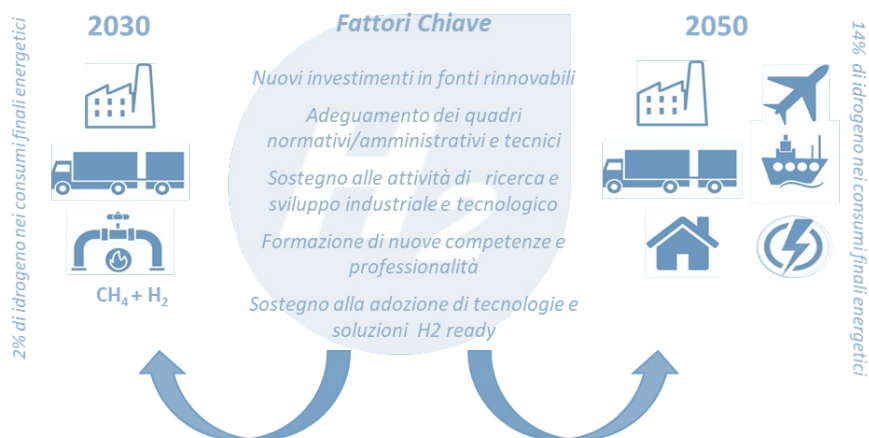 2% di idrogeno nei consumi finali energetici
2030
CH₄ + H₂
Fattori Chiave
Nuovi investimenti in fonti rinnovabili
Adeguamento dei quadri
normativi/amministrativi e tecnici
Sostegno alle attività di ricerca e
sviluppo industriale e tecnologico
Formazione di nuove competenze e
professionalità
Sostegno alla adozione di tecnologie e
soluzioni H2 ready
H₂
2050
14% di idrogeno nei consumi finali energetici